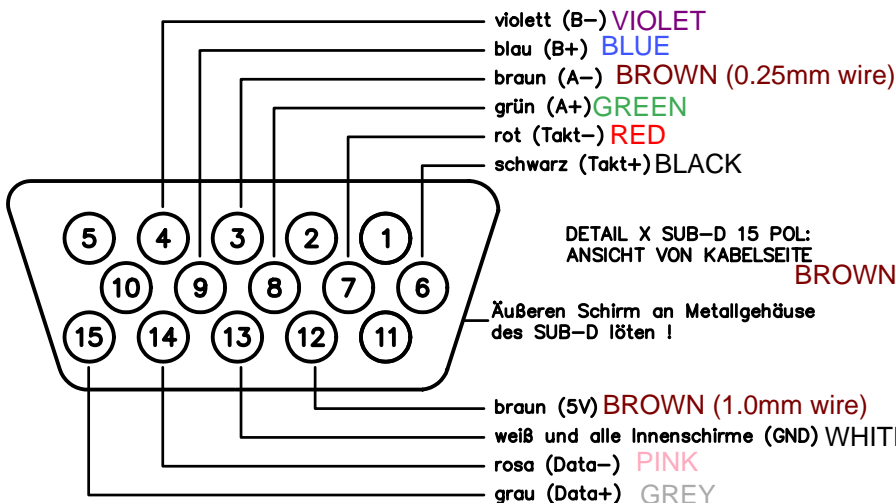 violett (B−) VIOLET
blau (B+) BLUE
braun (A−) BROWN (0.25mm wire)
grün (A+) GREEN
rot (Takt−) RED
schwarz (Takt+) BLACK
5 4 3 2 1
10 9 8 7 6
15 14 13 12 11
DETAIL X SUB−D 15 POL:
ANSICHT VON KABELSEITE
BROWN
Äußeren Schirm an Metallgehäuse
des SUB−D löten !
braun (5V) BROWN (1.0mm wire)
weiß und alle Innenschirme (GND) WHIT
rosa (Data−) PINK
grau (Data+) GREY